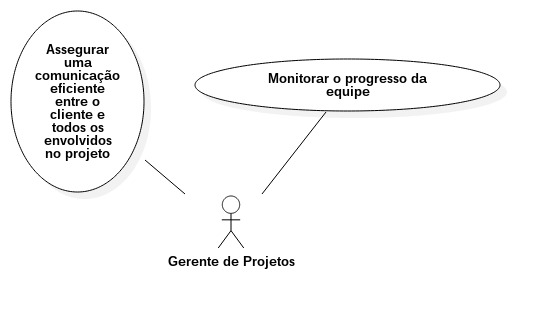 Assegurar
uma
comunicação
eficiente
entre o
cliente e
todos os
envolvidos
no projeto
Monitorar o progresso da
equipe
Gerente de Projetos